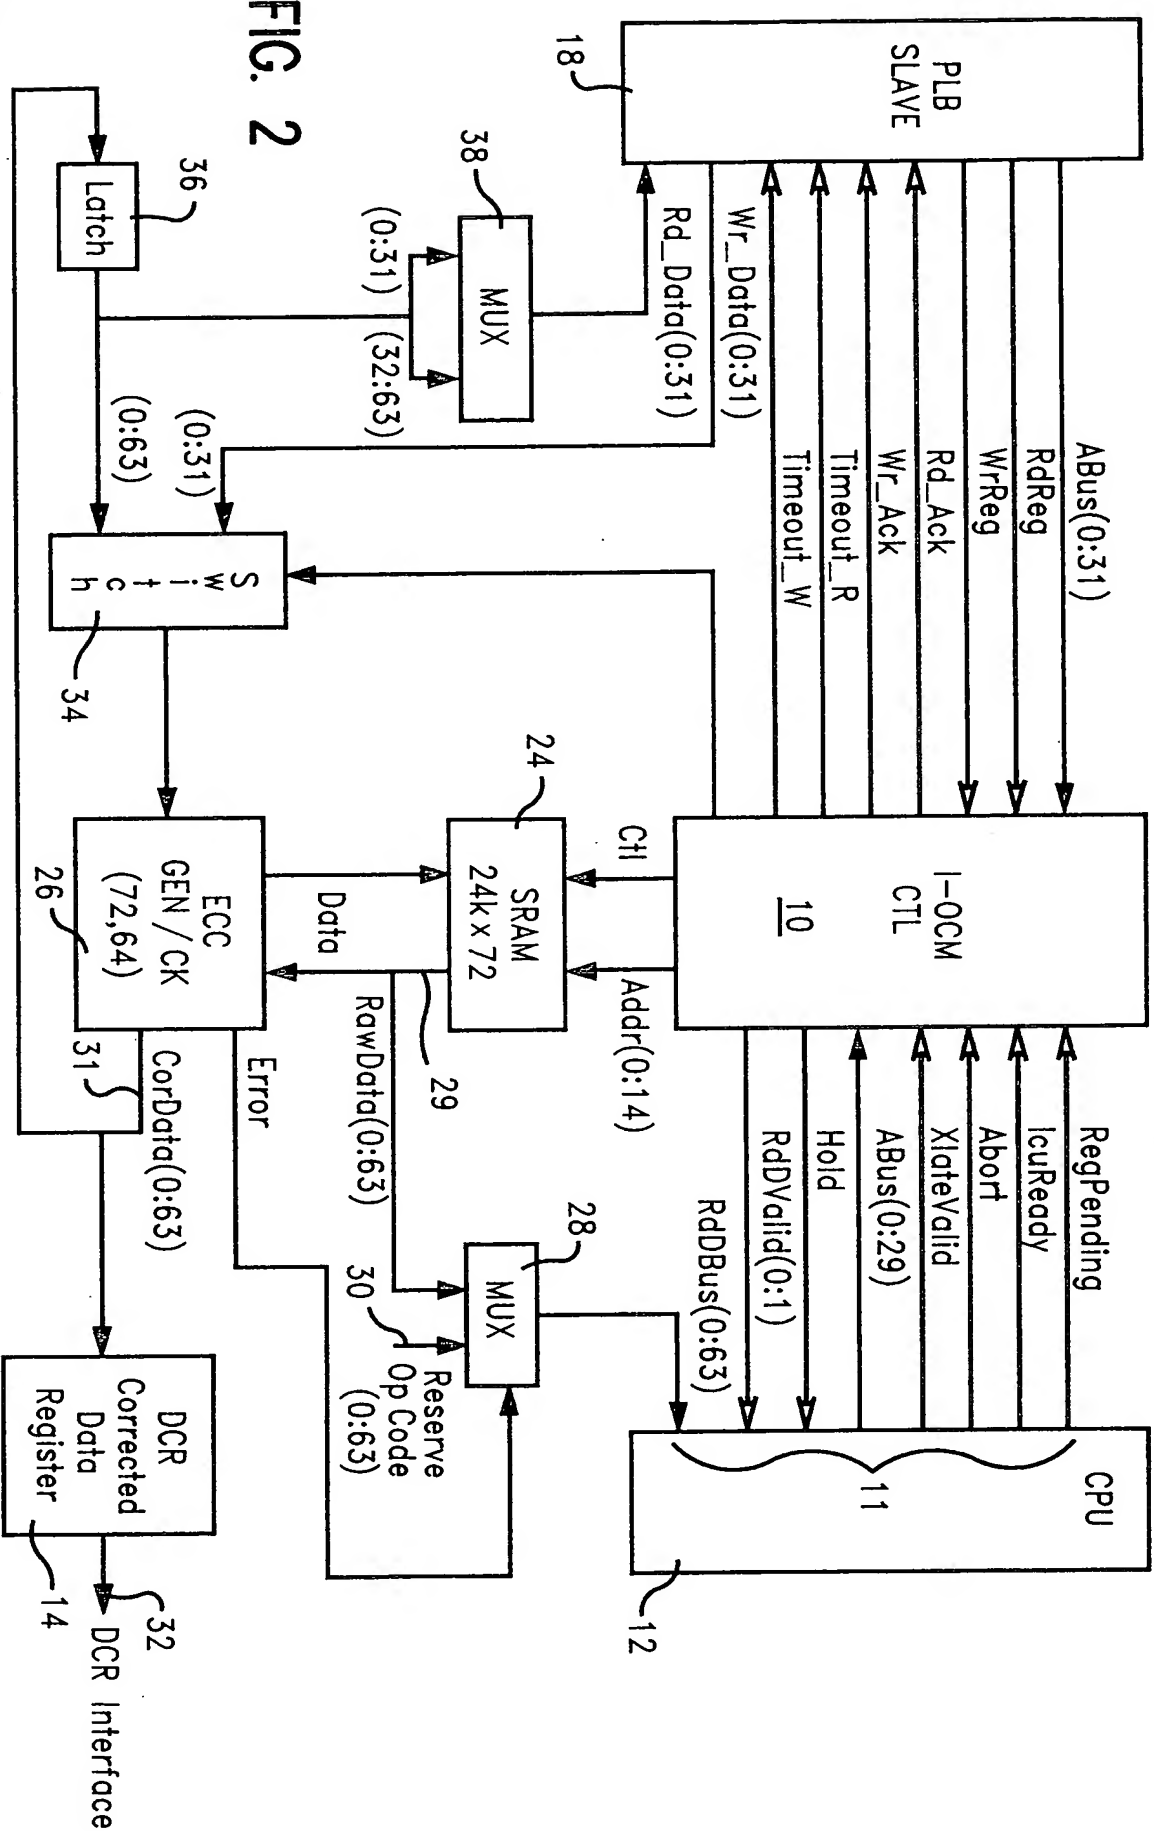 PLB
SLAVE
18
ABus(0:31)
RdReg
WrReg
Rd_Ack
Wr_Ack
Timeout_R
Timeout_W
Wr_Data(0:31)
Rd_Data(0:31)
I-OCM
CTL
10
RegPending
IcuReady
Abort
XlateValid
ABus(0:29)
Hold
RdDValid(0:1)
RdDBus(0:63)
CPU
11
12
38
MUX
(0:31)
(32:63)
Ctl
Addr(0:14)
24
SRAM
24k x 72
29
RawData(0:63)
28
MUX
30
Reserve
Op Code
(0:63)
Data
Error
36
Latch
(0:31)
(0:63)
Switch
34
ECC
GEN/CK
(72,64)
26
31
CorData(0:63)
DCR
Corrected
Data
Register
14
32
DCR Interface
FIG. 2